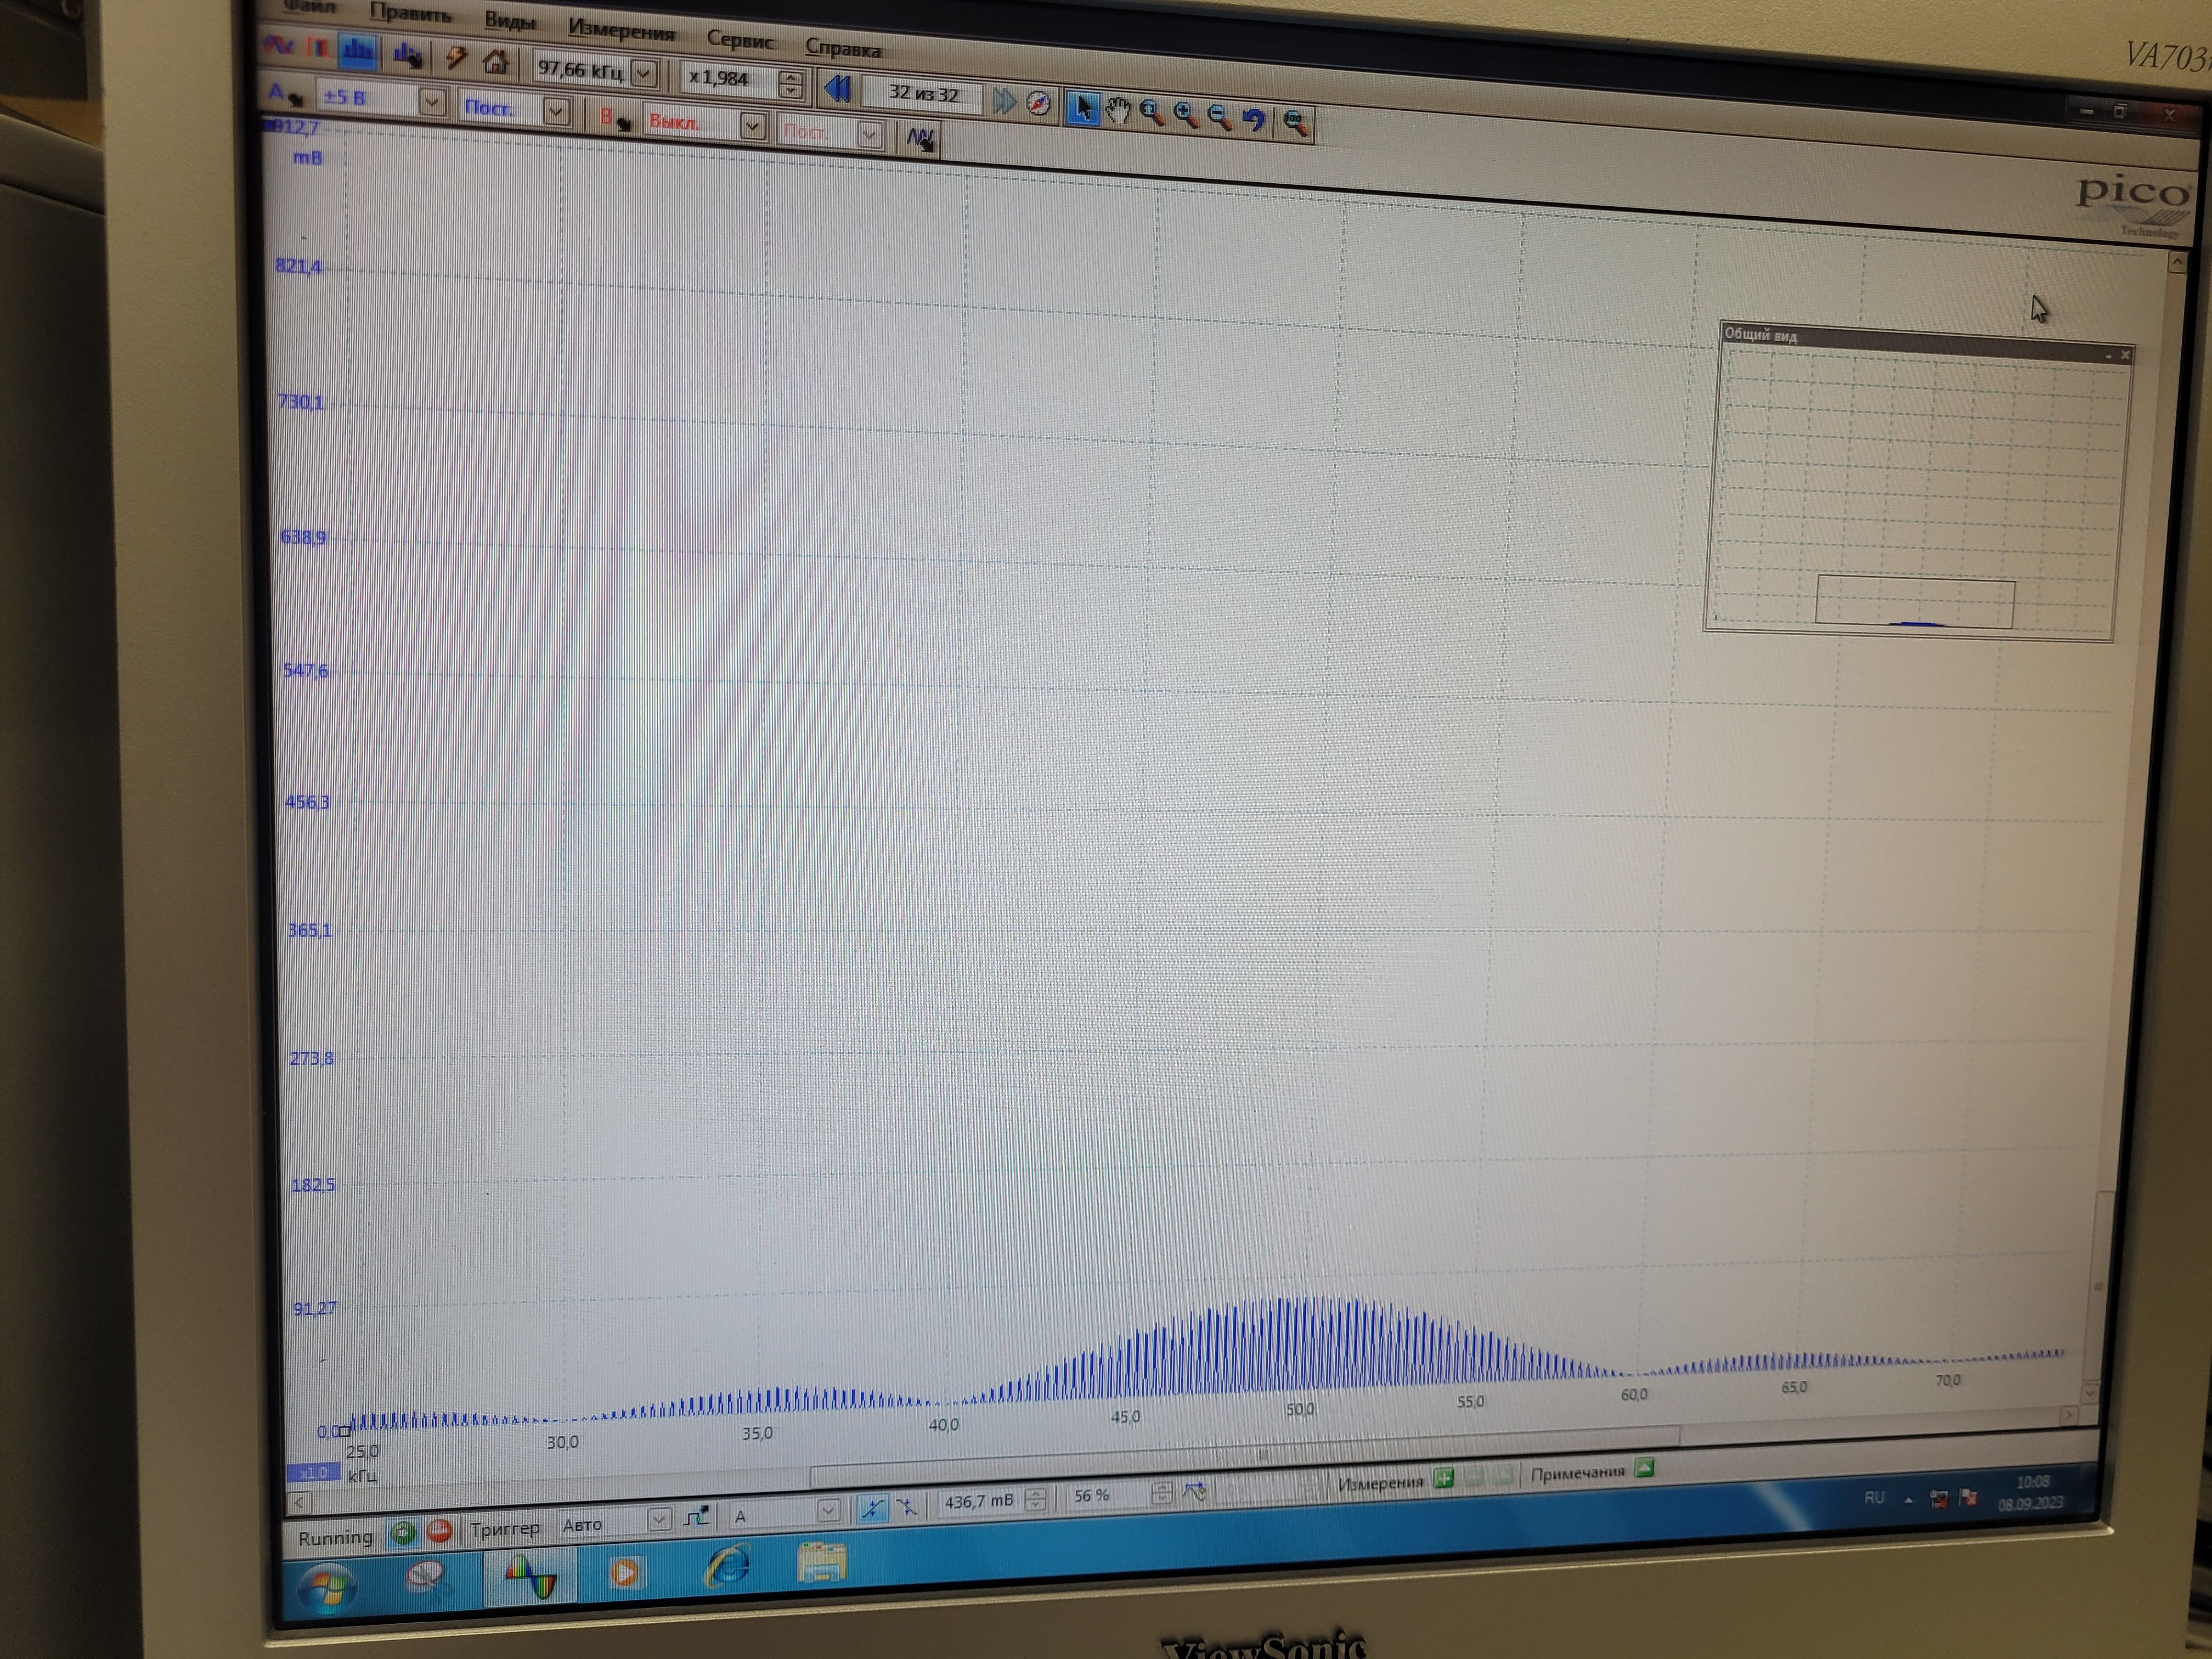 Файл Править Виды Измерения Сервис Справка
VA703
97,66 кГц x 1,984 32 из 32
A ±5 В Пост. B Выкл. Пост.
912,7
mB
pico
Technology
821,4
Общий вид
730,1
638,9
547,6
456,3
365,1
273,8
182,5
91,27
0,0
25,0 30,0 35,0 40,0 45,0 50,0 55,0 60,0 65,0 70,0
x1,0 кГц
Running Триггер Авто A 436,7 mB 56 % Измерения Примечания
RU 10:08
08.09.2023
ViewSonic